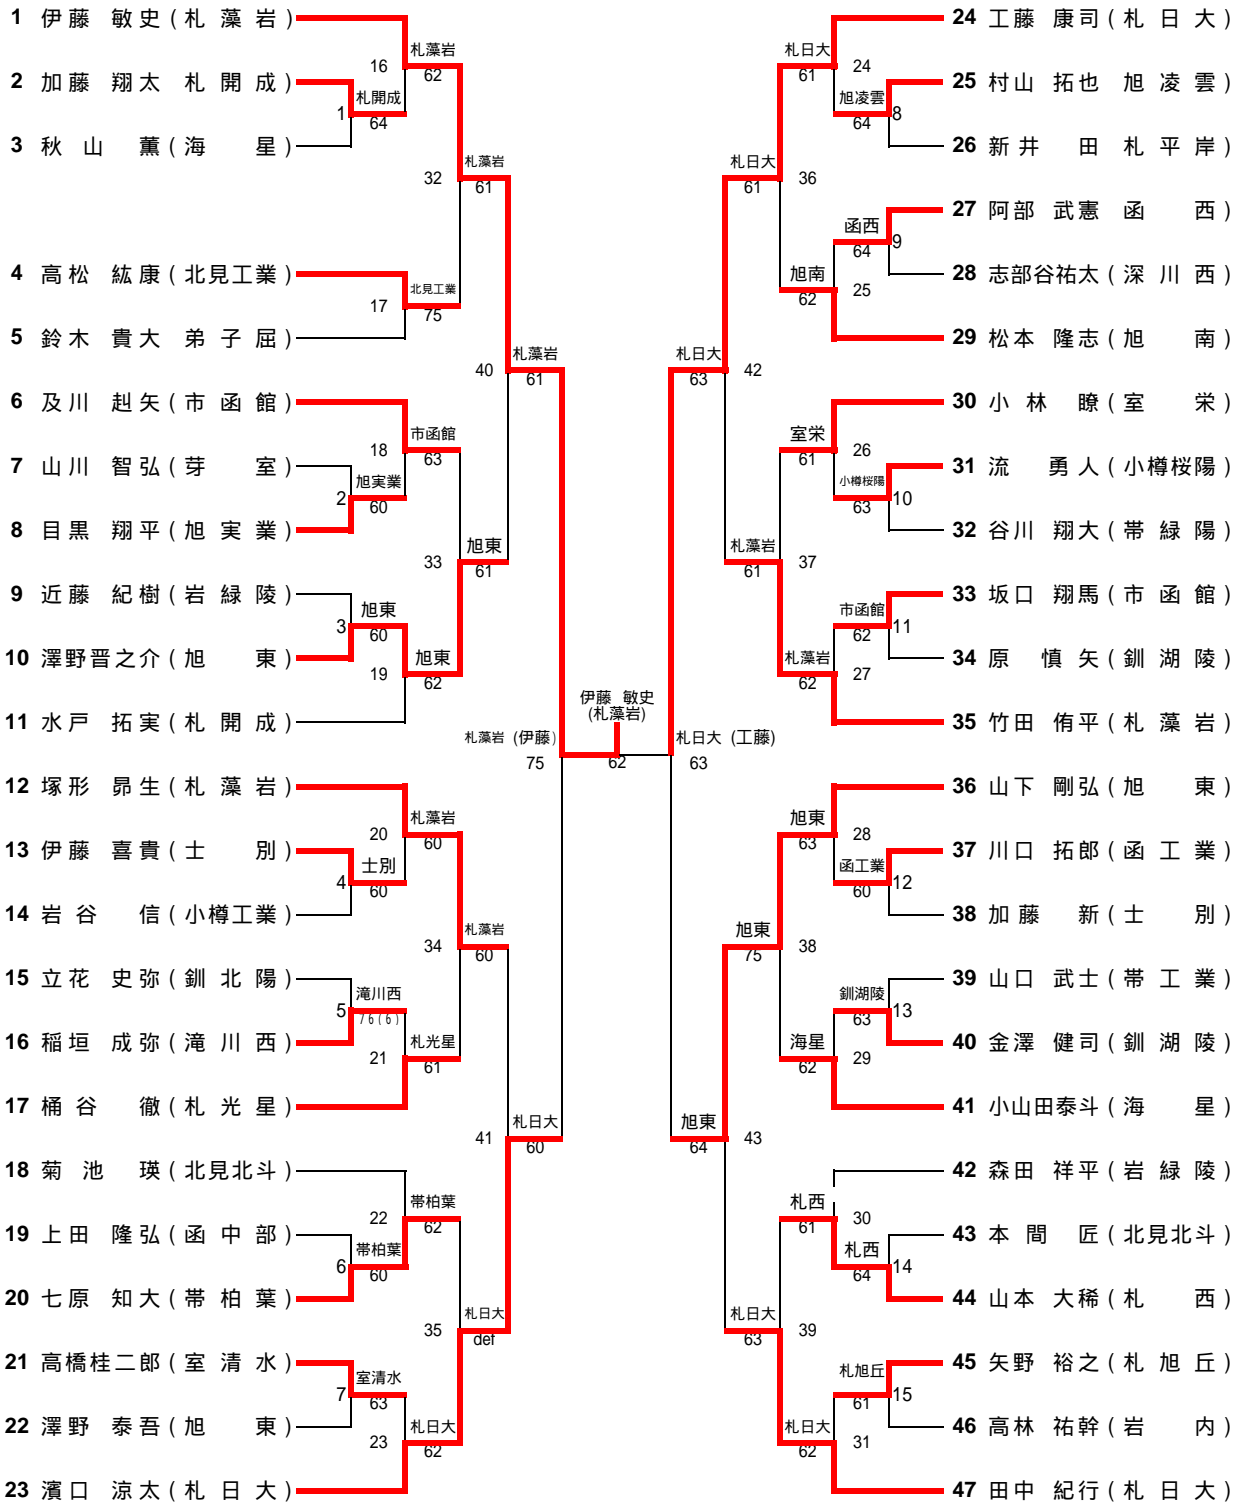 1 伊藤 敏史 ( 札 藻 岩 )
2 加藤 翔太 札 開 成 )
3 秋山 薫 ( 海 星 )
4 高松 紘康 ( 北見工業 )
5 鈴木 貴大 弟 子 屈 )
6 及川 赳矢 ( 市 函 館 )
7 山川 智弘 ( 芽 室 )
8 目黒 翔平 ( 旭 実 業 )
9 近藤 紀樹 ( 岩 緑 陵 )
10 澤野晋之介 ( 旭 東 )
11 水戸 拓実 ( 札 開 成 )
12 塚形 昴生 ( 札 藻 岩 )
13 伊藤 喜貴 ( 士 別 )
14 岩谷 信 ( 小樽工業 )
15 立花 史弥 ( 釧 北 陽 )
16 稲垣 成弥 ( 滝 川 西 )
17 桶谷 徹 ( 札 光 星 )
18 菊池 瑛 ( 北見北斗 )
19 上田 隆弘 ( 函 中 部 )
20 七原 知大 ( 帯 柏 葉 )
21 高橋桂二郎 ( 室 清 水 )
22 澤野 泰吾 ( 旭 東 )
23 濱口 涼太 ( 札 日 大 )
1 札開成 64
2 旭実業 60
3 旭東 60
4 士別 60
5 滝川西 76(6)
6 帯柏葉 60
7 室清水 63
16 札藻岩 62
17 北見工業 75
18 市函館 63
19 旭東 62
20 札藻岩 60
21 札光星 61
22 帯柏葉 62
23 札日大 62
32 札藻岩 61
33 旭東 61
34 札藻岩 60
35 札日大 def
40 札藻岩 61
41 札日大 60
札藻岩 (伊藤)
75
伊藤 敏史
(札藻岩)
62
札日大 (工藤)
63
42 札日大 63
43 旭東 64
36 札日大 61
37 札藻岩 61
38 旭東 75
39 札日大 63
24 札日大 61
25 旭南 62
26 室栄 61
27 札藻岩 62
28 旭東 63
29 海星 62
30 札西 61
31 札日大 62
8 旭凌雲 64
9 函西 64
10 小樽桜陽 63
11 市函館 62
12 函工業 60
13 釧湖陵 63
14 札西 64
15 札旭丘 61
24 工藤 康司 ( 札 日 大 )
25 村山 拓也 旭 凌 雲 )
26 新井 田 札 平 岸 )
27 阿部 武憲 函 西 )
28 志部谷祐太 ( 深 川 西 )
29 松本 隆志 ( 旭 南 )
30 小林 瞭 ( 室 栄 )
31 流 勇人 ( 小樽桜陽 )
32 谷川 翔大 ( 帯 緑 陽 )
33 坂口 翔馬 ( 市 函 館 )
34 原 慎矢 ( 釧 湖 陵 )
35 竹田 侑平 ( 札 藻 岩 )
36 山下 剛弘 ( 旭 東 )
37 川口 拓郎 ( 函 工 業 )
38 加藤 新 ( 士 別 )
39 山口 武士 ( 帯 工 業 )
40 金澤 健司 ( 釧 湖 陵 )
41 小山田泰斗 ( 海 星 )
42 森田 祥平 ( 岩 緑 陵 )
43 本間 匠 ( 北見北斗 )
44 山本 大稀 ( 札 西 )
45 矢野 裕之 ( 札 旭 丘 )
46 高林 祐幹 ( 岩 内 )
47 田中 紀行 ( 札 日 大 )